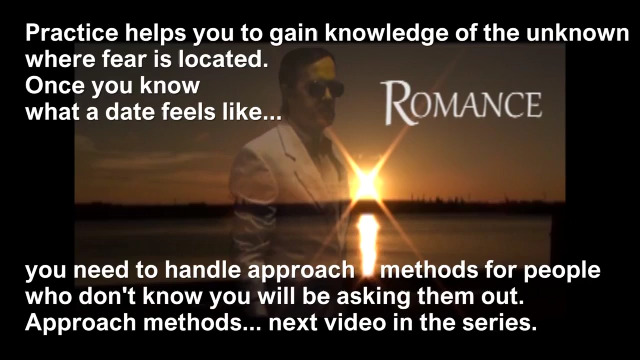 Practice helps you to gain knowledge of the unknown
where fear is located.
Once you know
what a date feels like...
ROMANCE
you need to handle approach methods for people
who don't know you will be asking them out.
Approach methods... next video in the series.